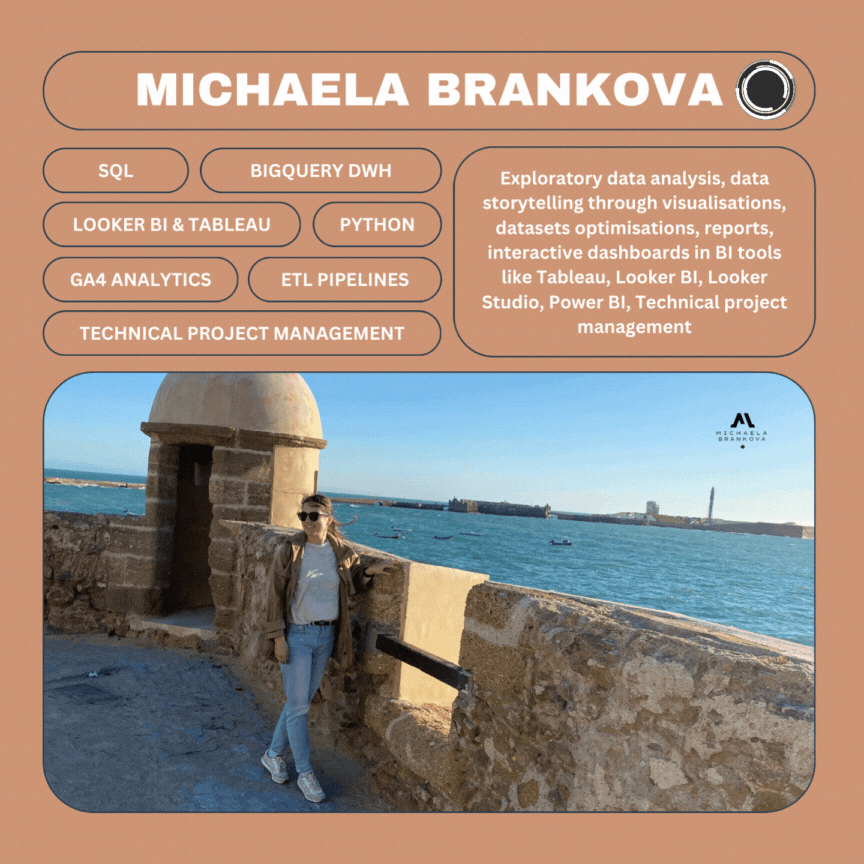 MICHAELA BRANKOVA
SQL
BIGQUERY DWH
LOOKER BI & TABLEAU
PYTHON
GA4 ANALYTICS
ETL PIPELINES
TECHNICAL PROJECT MANAGEMENT
Exploratory data analysis, data
storytelling through visualisations,
datasets optimisations, reports,
interactive dashboards in BI tools
like Tableau, Looker BI, Looker
Studio, Power BI, Technical project
management
MICHAELA
BRANKOVA